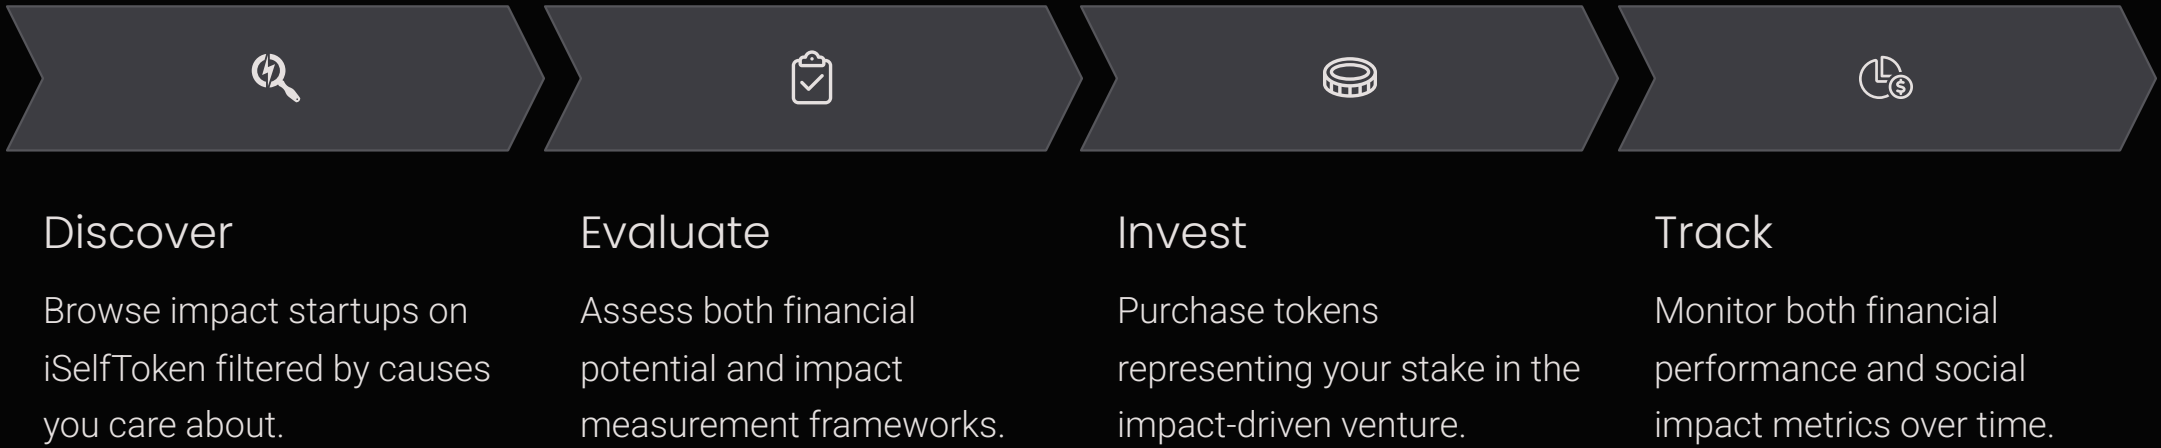 Discover
Browse impact startups on
iSelfToken filtered by causes
you care about.
Evaluate
Assess both financial
potential and impact
measurement frameworks.
Invest
Purchase tokens
representing your stake in the
impact-driven venture.
Track
Monitor both financial
performance and social
impact metrics over time.